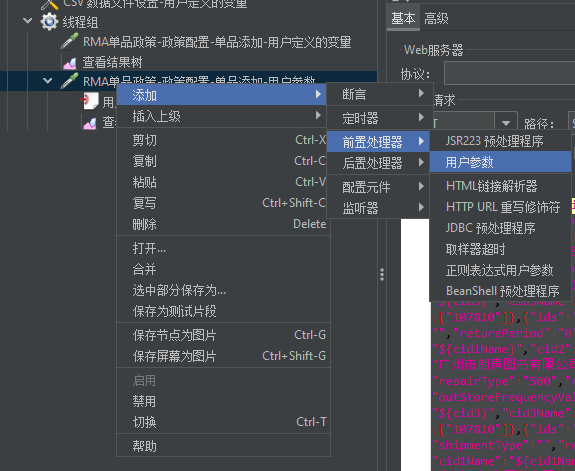 CSV 数据文件设置-用户定义的变量
线程组
RMA单品政策-政策配置-单品添加-用户定义的变量
查看结果树
RMA单品政策-政策配置-单品添加-用户参数
用
查
添加
插入上级
剪切 Ctrl-X
复制 Ctrl-C
粘贴 Ctrl-V
复写 Ctrl+Shift-C
删除 Delete
打开...
合并
选中部分保存为...
保存为测试片段
保存节点为图片 Ctrl-G
保存屏幕为图片 Ctrl+Shift-G
启用
禁用
切换 Ctrl-T
帮助
断言
定时器
前置处理器
后置处理器
配置元件
监听器
JSR223 预处理程序
用户参数
HTML链接解析器
HTTP URL 重写修饰符
JDBC 预处理程序
取样器超时
正则表达式用户参数
BeanShell 预处理程序
基本 高级
Web服务器
协议:
请求
路径:
:["107810"]},{"ids":
"","returePeriod":"0
"${cid1Name}","cid2"
"广州市朗声图书有限公司
"repairType":"500","
"outStoreFrequencyVal
"${cid3}","cid3Name"
:["107810"]},{"ids":
"shipmentType":"","re
"cid1Name":"${cid1Name